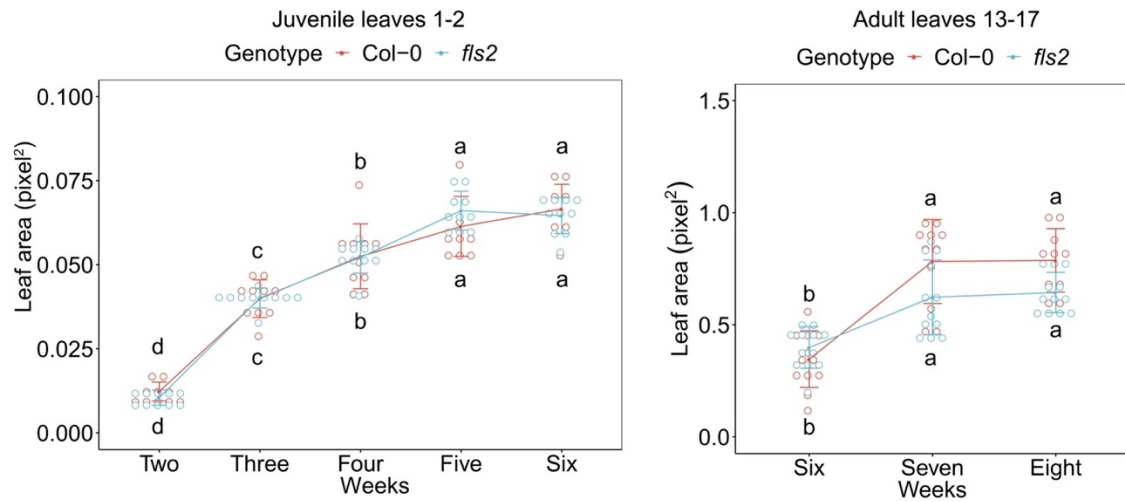 Juvenile leaves 1-2
Genotype Col-0 fls2
Leaf area (pixel²)
0.100
0.075
0.050
0.025
0.000
d
c
b
a
a
d
c
b
a
a
Two Three Four Five Six
Weeks
Adult leaves 13-17
Genotype Col-0 fls2
Leaf area (pixel²)
1.5
1.0
0.5
0.0
b
a
a
b
a
a
Six Seven Eight
Weeks